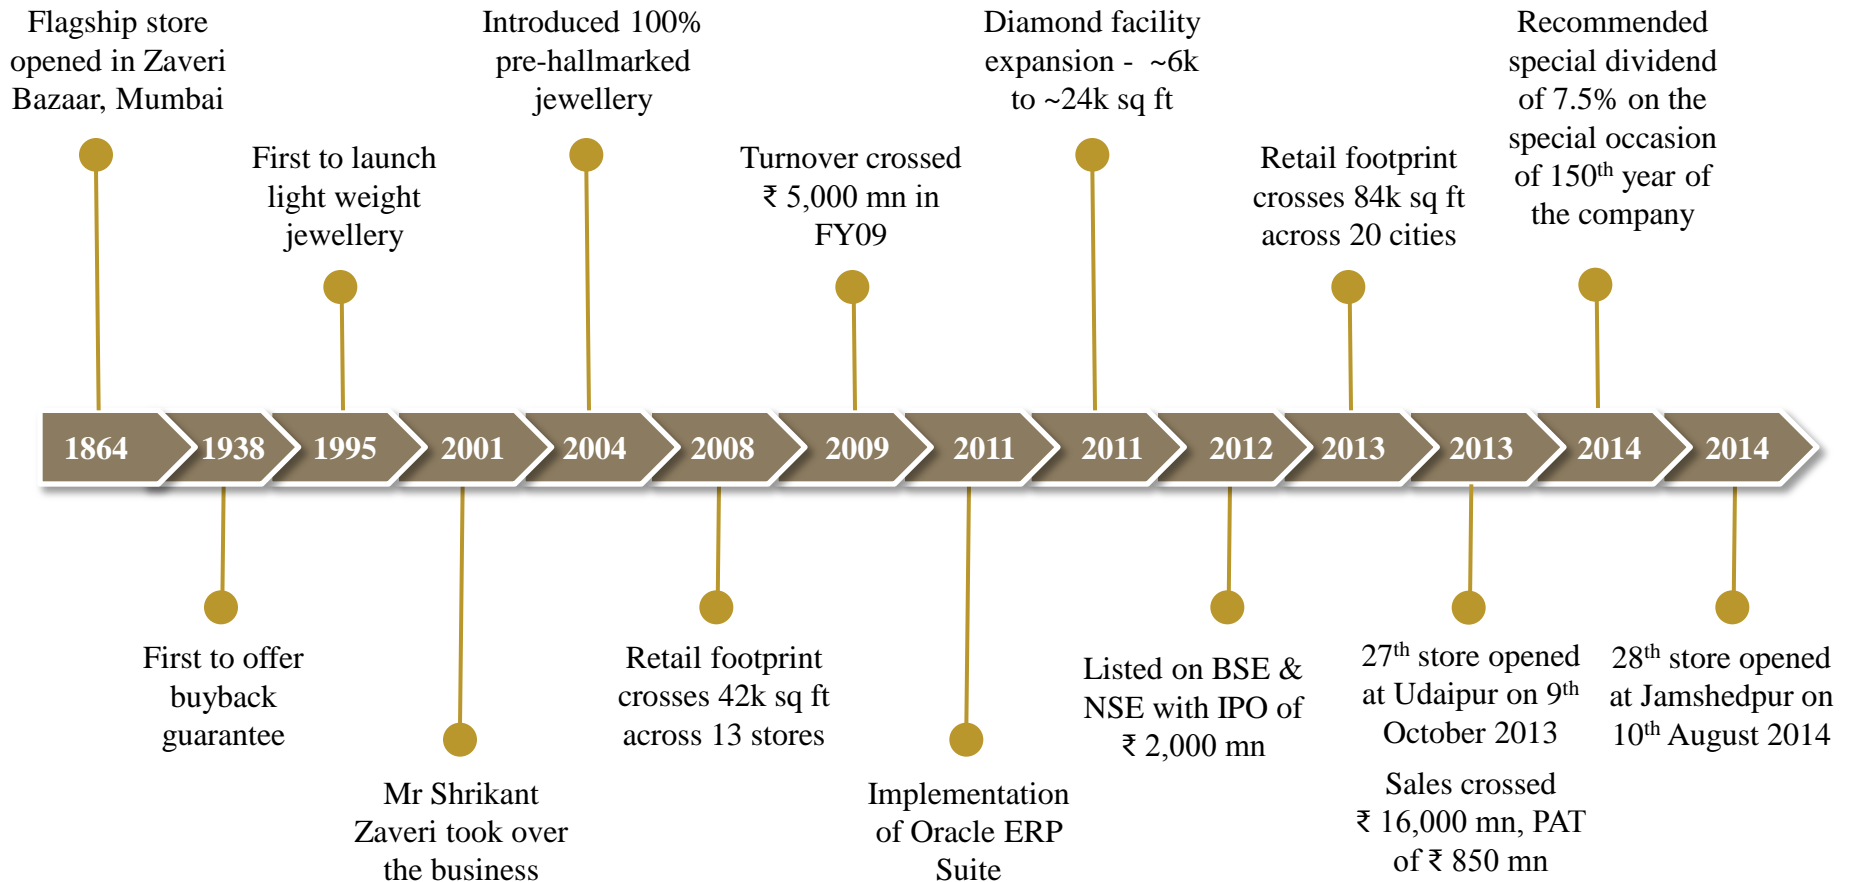 Flagship store
opened in Zaveri
Bazaar, Mumbai
Introduced 100%
pre-hallmarked
jewellery
Diamond facility
expansion - ~6k
to ~24k sq ft
Recommended
special dividend
of 7.5% on the
special occasion
of 150th year of
the company
First to launch
light weight
jewellery
Turnover crossed
₹ 5,000 mn in
FY09
Retail footprint
crosses 84k sq ft
across 20 cities
1864
1938
1995
2001
2004
2008
2009
2011
2011
2012
2013
2013
2014
2014
First to offer
buyback
guarantee
Retail footprint
crosses 42k sq ft
across 13 stores
Listed on BSE &
NSE with IPO of
₹ 2,000 mn
27th store opened
at Udaipur on 9th
October 2013
28th store opened
at Jamshedpur on
10th August 2014
Mr Shrikant
Zaveri took over
the business
Implementation
of Oracle ERP
Suite
Sales crossed
₹ 16,000 mn, PAT
of ₹ 850 mn